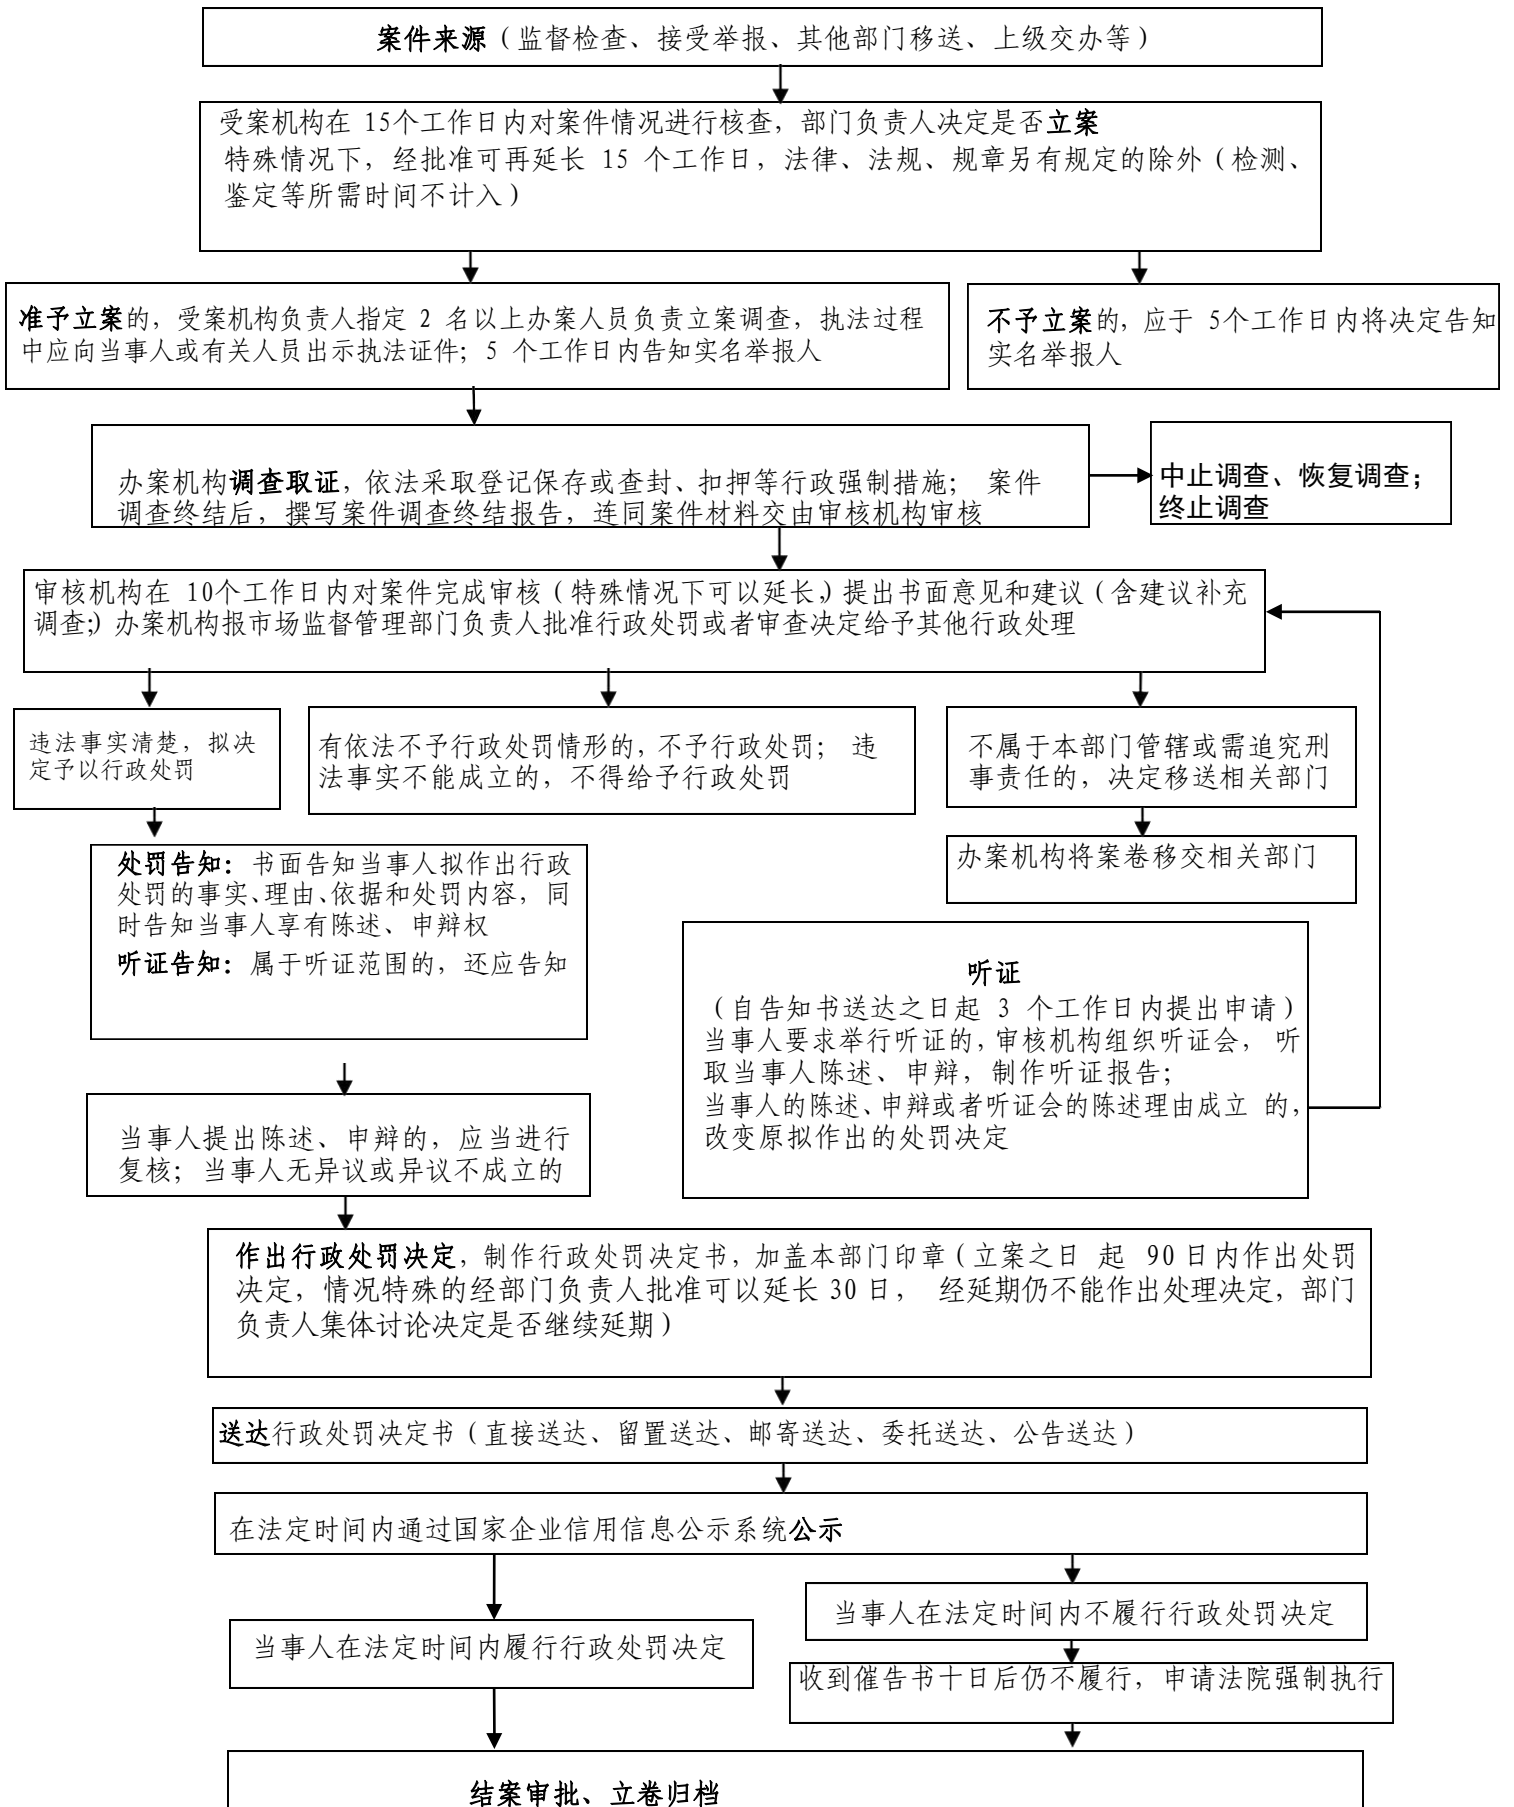 案件来源（监督检查、接受举报、其他部门移送、上级交办等）
受案机构在 15个工作日内对案件情况进行核查，部门负责人决定是否立案
特殊情况下，经批准可再延长 15 个工作日，法律、法规、规章另有规定的除外（检测、
鉴定等所需时间不计入）
准予立案的，受案机构负责人指定 2 名以上办案人员负责立案调查，执法过程
中应向当事人或有关人员出示执法证件；5 个工作日内告知实名举报人
不予立案的，应于 5个工作日内将决定告知
实名举报人
办案机构调查取证，依法采取登记保存或查封、扣押等行政强制措施； 案件
调查终结后，撰写案件调查终结报告，连同案件材料交由审核机构审核
中止调查、恢复调查；
终止调查
审核机构在 10个工作日内对案件完成审核（特殊情况下可以延长，）提出书面意见和建议（含建议补充
调查；）办案机构报市场监督管理部门负责人批准行政处罚或者审查决定给予其他行政处理
违法事实清楚，拟决
定予以行政处罚
有依法不予行政处罚情形的，不予行政处罚； 违
法事实不能成立的，不得给予行政处罚
不属于本部门管辖或需追究刑
事责任的，决定移送相关部门
办案机构将案卷移交相关部门
处罚告知：书面告知当事人拟作出行政
处罚的事实、理由、依据和处罚内容，同
时告知当事人享有陈述、申辩权
听证告知：属于听证范围的，还应告知
听证
（自告知书送达之日起 3 个工作日内提出申请）
当事人要求举行听证的，审核机构组织听证会， 听
取当事人陈述、申辩，制作听证报告；
当事人的陈述、申辩或者听证会的陈述理由成立 的，
改变原拟作出的处罚决定
当事人提出陈述、申辩的，应当进行
复核；当事人无异议或异议不成立的
作出行政处罚决定，制作行政处罚决定书，加盖本部门印章（立案之日 起 90 日内作出处罚
决定，情况特殊的经部门负责人批准可以延长 30 日， 经延期仍不能作出处理决定，部门
负责人集体讨论决定是否继续延期）
送达行政处罚决定书（直接送达、留置送达、邮寄送达、委托送达、公告送达）
在法定时间内通过国家企业信用信息公示系统公示
当事人在法定时间内不履行行政处罚决定
当事人在法定时间内履行行政处罚决定
收到催告书十日后仍不履行，申请法院强制执行
结案审批、立卷归档